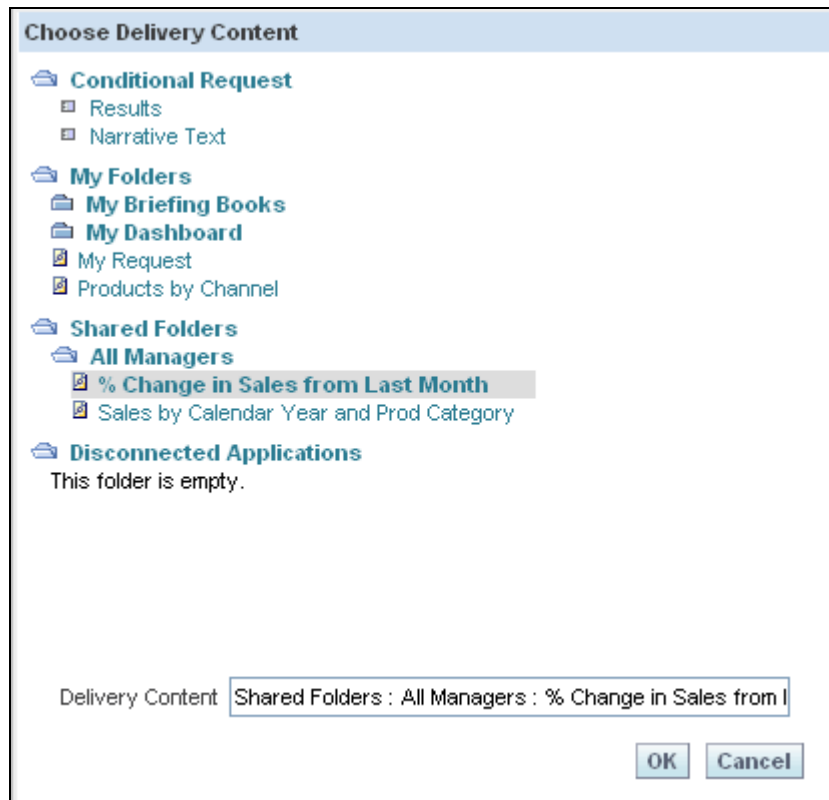 Choose Delivery Content
Conditional Request
Results
Narrative Text
My Folders
My Briefing Books
My Dashboard
My Request
Products by Channel
Shared Folders
All Managers
% Change in Sales from Last Month
Sales by Calendar Year and Prod Category
Disconnected Applications
This folder is empty.
Delivery Content Shared Folders : All Managers : % Change in Sales from
OK Cancel